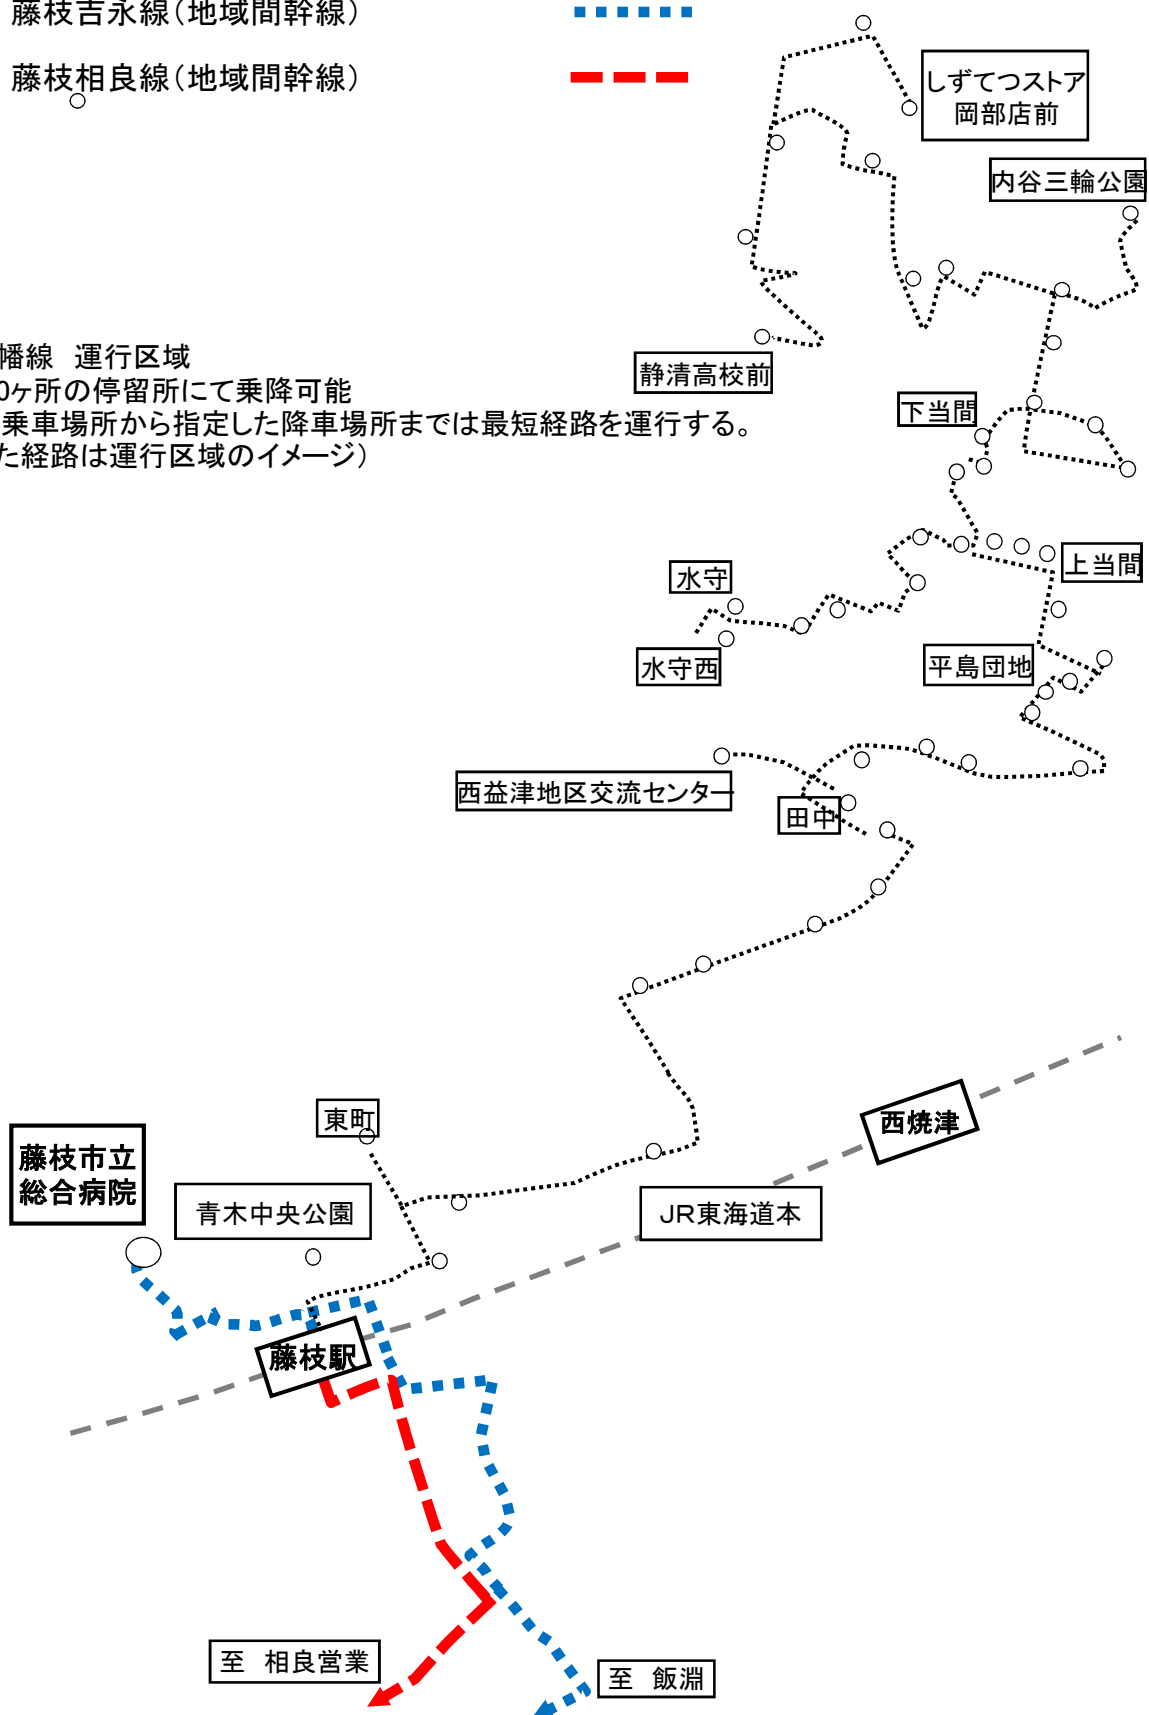 藤枝吉永線（地域間幹線）
藤枝相良線（地域間幹線）
しずてつストア
岡部店前
内谷三輪公園
幡線 運行区域
0ヶ所の停留所にて乗降可能
乗車場所から指定した降車場所までは最短経路を運行する。
た経路は運行区域のイメージ）
静清高校前
下当間
上当間
水守
水守西
平島団地
西益津地区交流センター
田中
東町
西焼津
藤枝市立
総合病院
青木中央公園
JR東海道本
藤枝駅
至 相良営業
至 飯淵